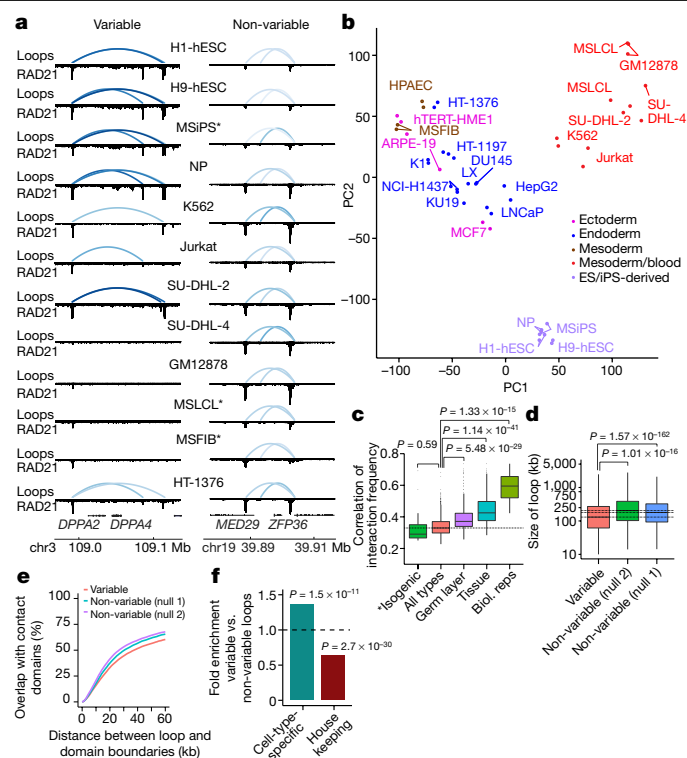 a
Variable
Non-variable
Loops
RAD21
H1-hESC
Loops
RAD21
H9-hESC
Loops
RAD21
MSiPS*
Loops
RAD21
NP
Loops
RAD21
K562
Loops
RAD21
Jurkat
Loops
RAD21
SU-DHL-2
Loops
RAD21
SU-DHL-4
Loops
RAD21
GM12878
Loops
RAD21
MSLCL*
Loops
RAD21
MSFIB*
Loops
RAD21
HT-1376
DPPA2 DPPA4
MED29 ZFP36
chr3 109.0 109.1 Mb
chr19 39.89 39.91 Mb
b
PC2
100
50
0
−50
−100
−100 −50 0 50 100
PC1
MSLCL
GM12878
HPAEC
HT-1376
MSLCL
SU-DHL-4
hTERT-HME1
MSFIB
SU-DHL-2
K562
ARPE-19
HT-1197
Jurkat
K1
DU145
LX
NCI-H1437
HepG2
KU19
LNCaP
MCF7
Ectoderm
Endoderm
Mesoderm
Mesoderm/blood
ES/iPS-derived
NP
MSiPS
H1-hESC
H9-hESC
c
P = 1.33 × 10−15
P = 1.14 × 10−41
P = 0.59
P = 5.48 × 10−29
Correlation of
interaction frequency
0.8
0.6
0.4
0.2
*Isogenic
All types
Germ layer
Tissue
Biol. reps
d
P = 1.57 × 10−162
P = 1.01 × 10−16
Size of loop (kb)
5,000
1,000
750
250
100
10
Variable
Non-variable (null 2)
Non-variable (null 1)
e
Variable
Non-variable (null 1)
Non-variable (null 2)
Overlap with contact
domains (%)
100
75
50
25
0
0 20 40 60
Distance between loop and
domain boundaries (kb)
f
P = 1.5 × 10−11
P = 2.7 × 10−30
Fold enrichment
variable vs.
non-variable loops
1.5
1.0
0.5
0
Cell-type-
specific
House
keeping